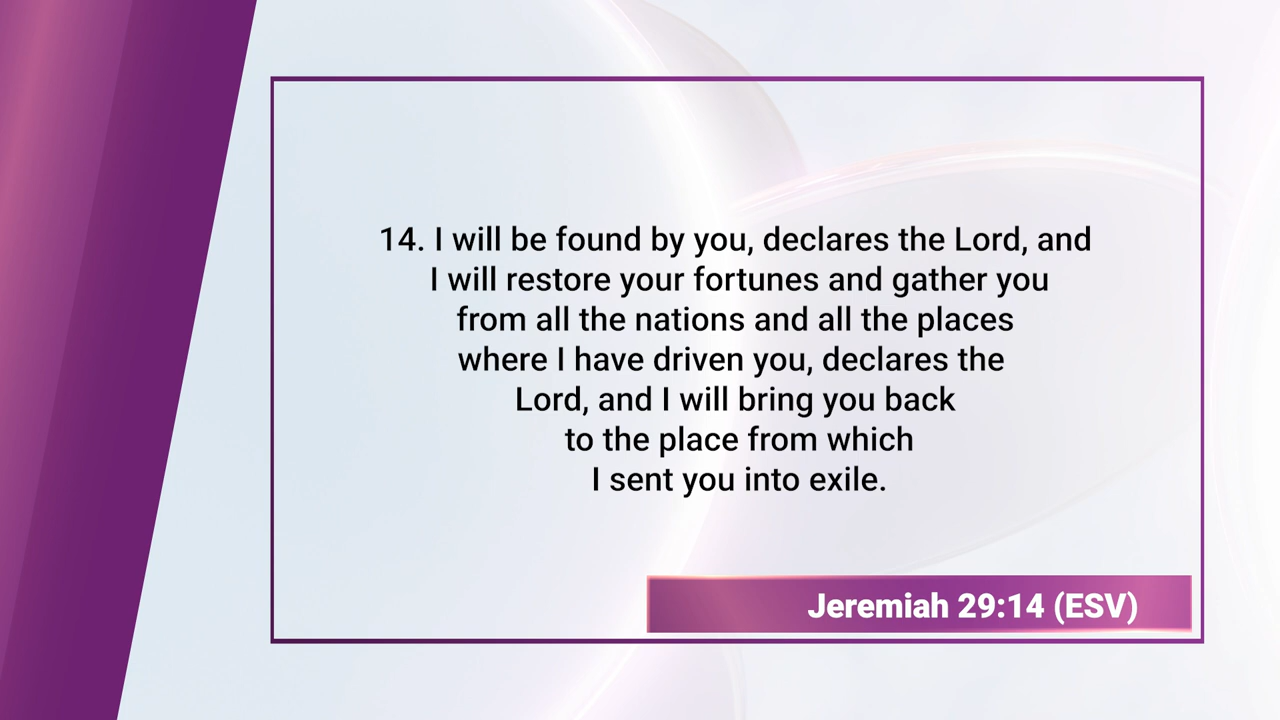 14. I will be found by you, declares the Lord, and
I will restore your fortunes and gather you
from all the nations and all the places
where I have driven you, declares the
Lord, and I will bring you back
to the place from which
I sent you into exile.
Jeremiah 29:14 (ESV)